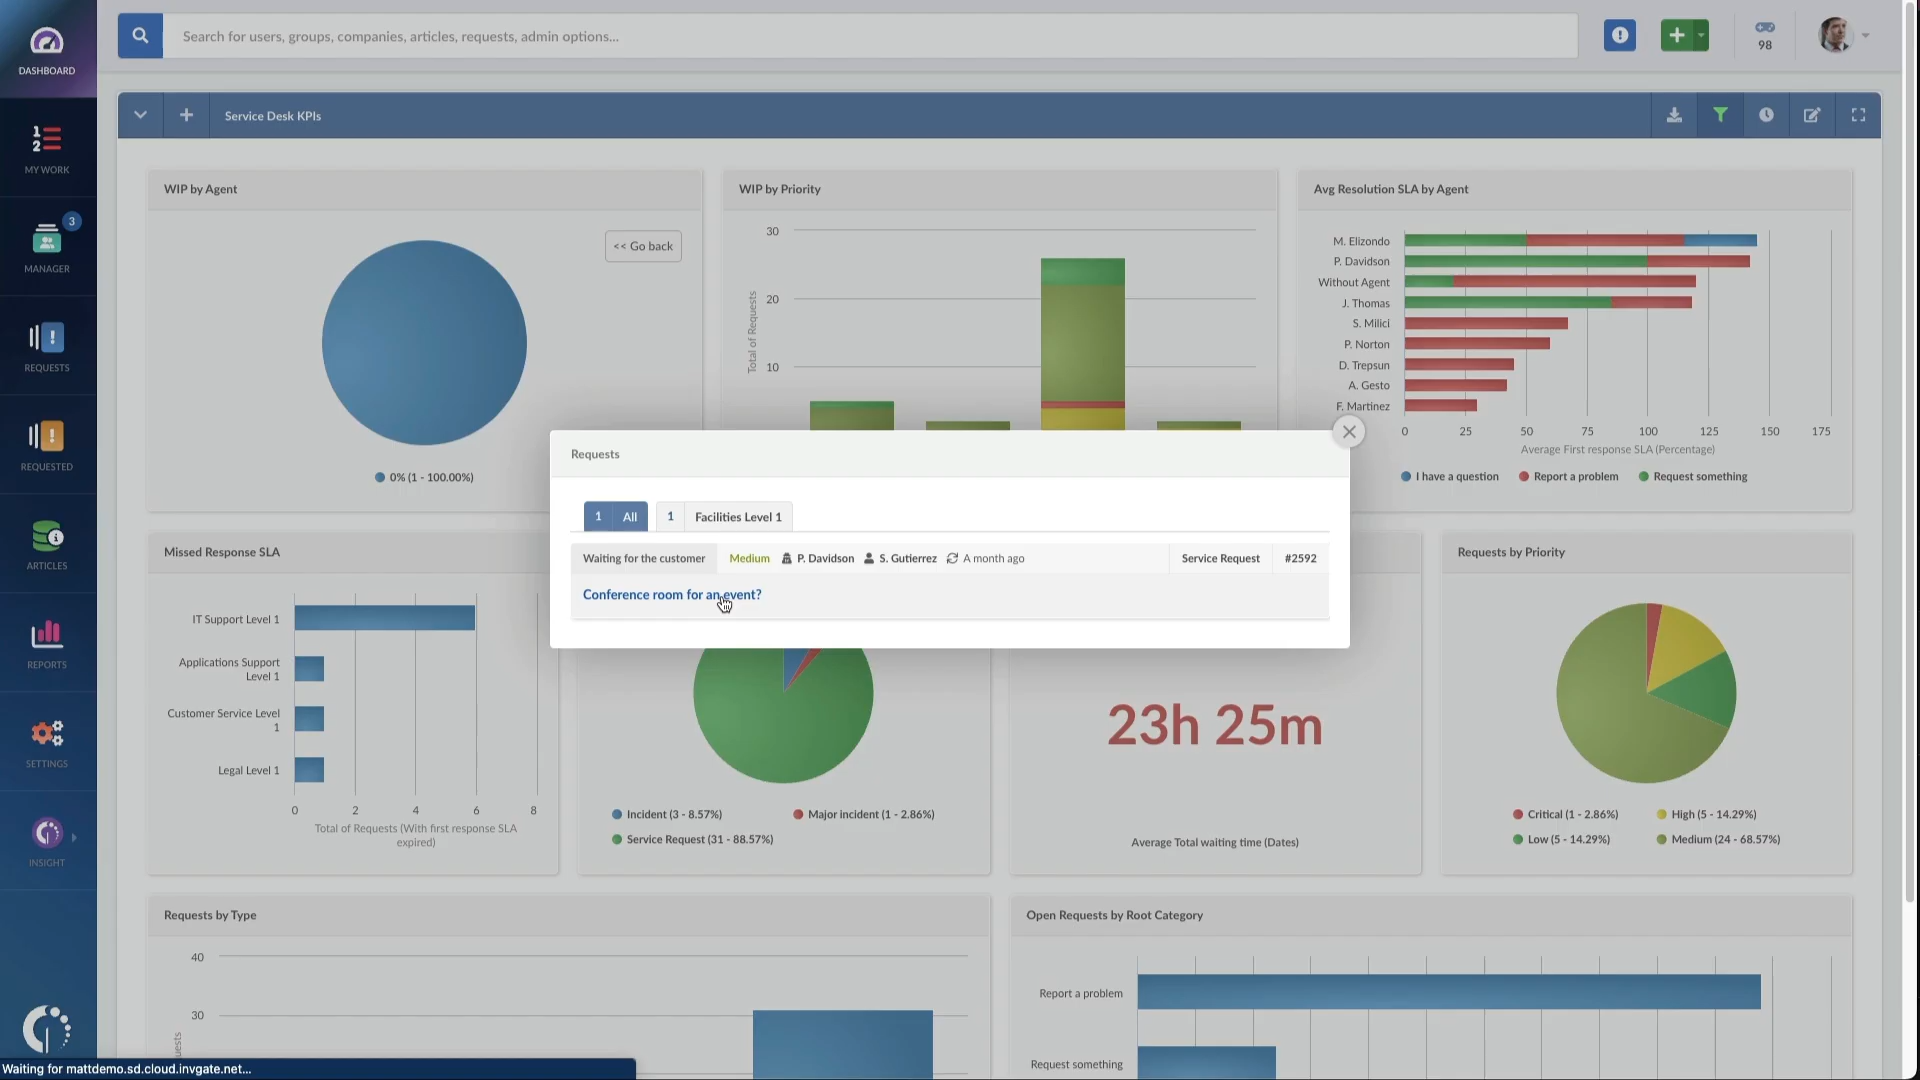 DASHBOARD
Search for users, groups, companies, articles, requests, admin options...
98
Service Desk KPIs
1
2
MY WORK
3
MANAGER
REQUESTS
REQUESTED
ARTICLES
REPORTS
SETTINGS
INSIGHT
WIP by Agent
<< Go back
0% (1 - 100.00%)
WIP by Priority
30
20
10
Total of Requests
Avg Resolution SLA by Agent
M. Elizondo
P. Davidson
Without Agent
J. Thomas
S. Milici
P. Norton
D. Trepsun
A. Gesto
F. Martinez
0 25 50 75 100 125 150 175
Average First response SLA (Percentage)
I have a question Report a problem Request something
Requests
1 All 1 Facilities Level 1
Waiting for the customer Medium P. Davidson S. Gutierrez A month ago Service Request #2592
Conference room for an event?
Missed Response SLA
IT Support Level 1
Applications Support
Level 1
Customer Service Level
1
Legal Level 1
0 2 4 6 8
Total of Requests (With first response SLA
expired)
Incident (3 - 8.57%) Major incident (1 - 2.86%)
Service Request (31 - 88.57%)
23h 25m
Average Total waiting time (Dates)
Requests by Priority
Critical (1 - 2.86%) High (5 - 14.29%)
Low (5 - 14.29%) Medium (24 - 68.57%)
Requests by Type
40
30
Open Requests by Root Category
Report a problem
Request something
Waiting for mattdemo.sd.cloud.invgate.net...